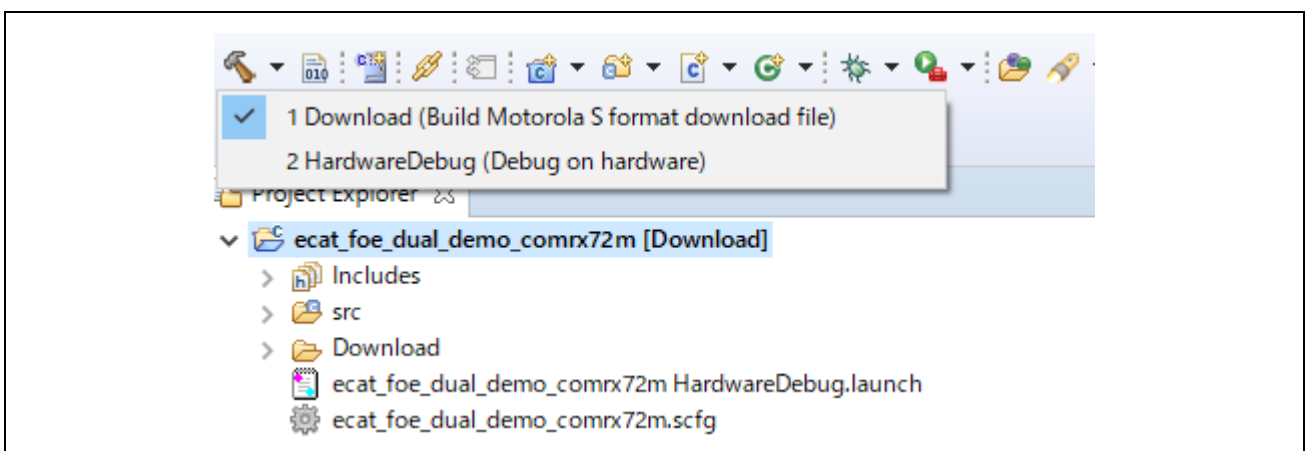 010
1 Download (Build Motorola S format download file)
2 HardwareDebug (Debug on hardware)
Project Explorer
ecat_foe_dual_demo_comrx72m [Download]
Includes
src
Download
ecat_foe_dual_demo_comrx72m HardwareDebug.launch
ecat_foe_dual_demo_comrx72m.scfg